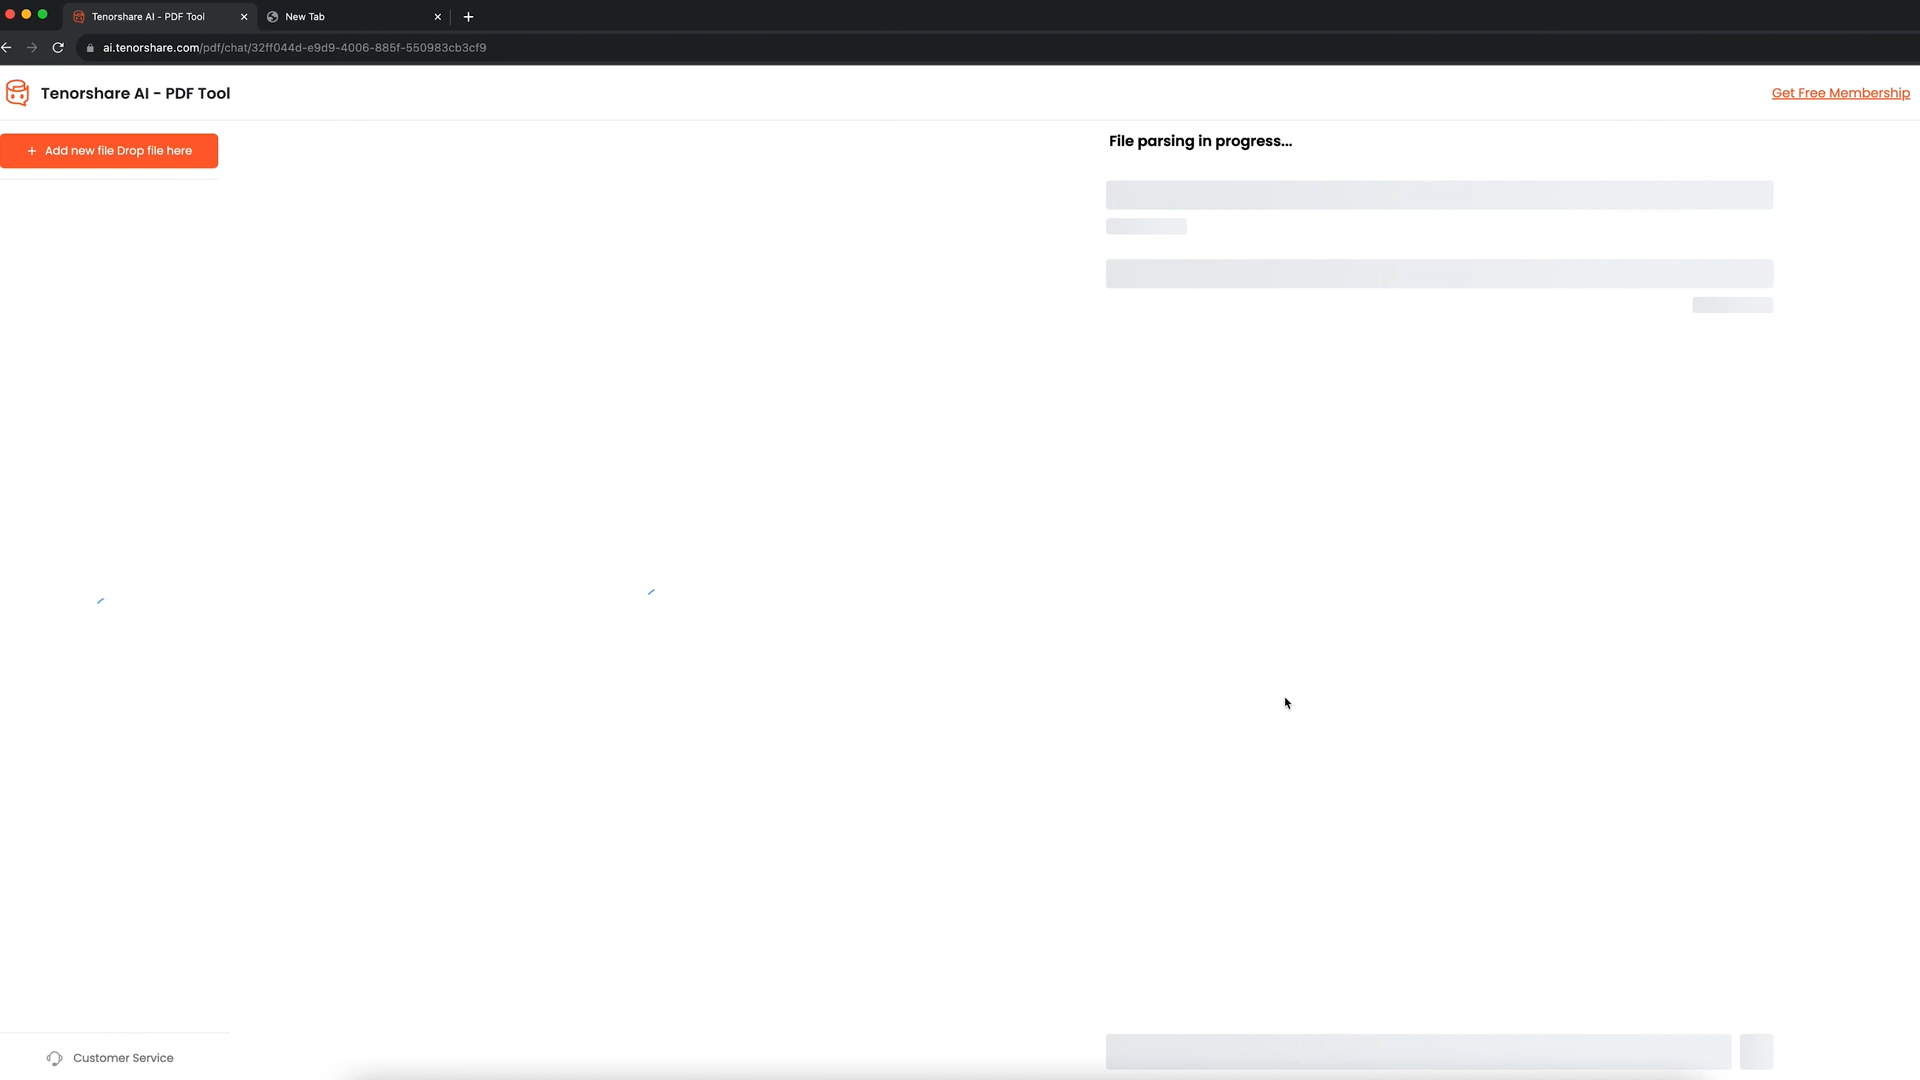 Tenorshare AI - PDF Tool
New Tab
ai.tenorshare.com/pdf/chat/32ff044d-e9d9-4006-885f-550983cb3cf9
Tenorshare AI - PDF Tool
Get Free Membership
+ Add new file Drop file here
File parsing in progress...
Customer Service